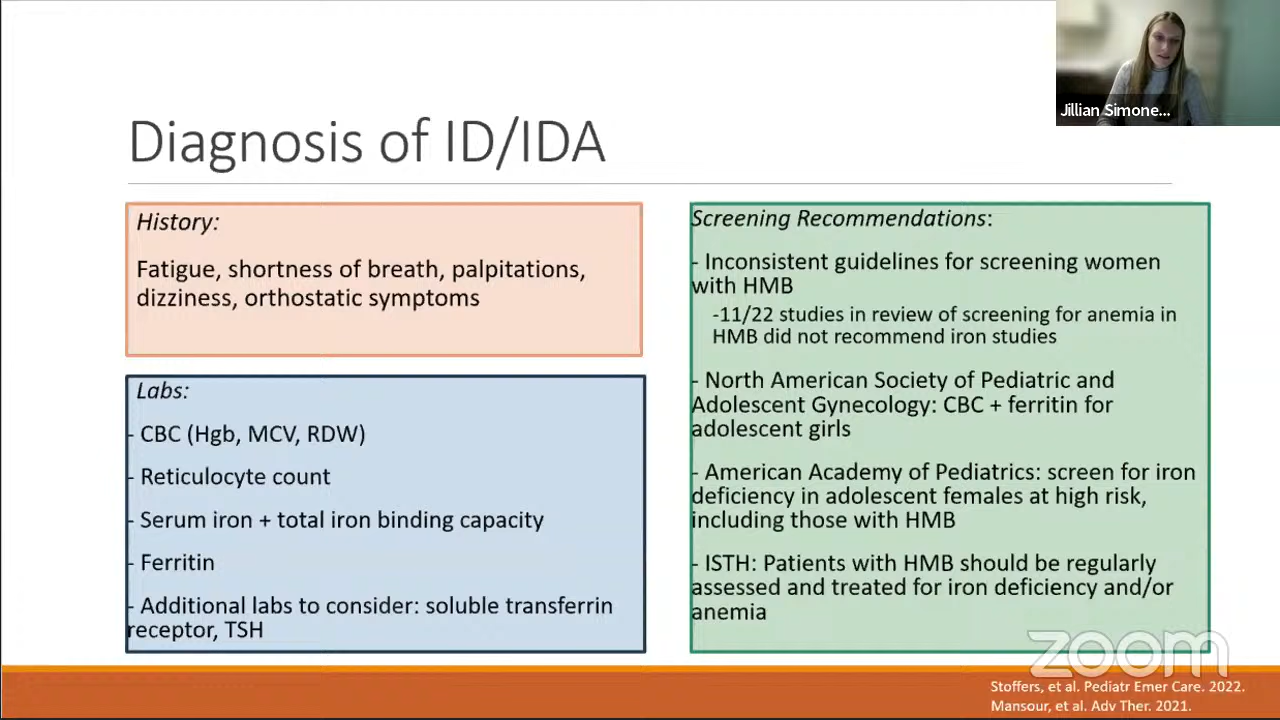 Jillian Simone...
Diagnosis of ID/IDA
History:
Fatigue, shortness of breath, palpitations,
dizziness, orthostatic symptoms
Labs:
- CBC (Hgb, MCV, RDW)
- Reticulocyte count
- Serum iron + total iron binding capacity
- Ferritin
- Additional labs to consider: soluble transferrin
receptor, TSH
Screening Recommendations:
- Inconsistent guidelines for screening women
with HMB
-11/22 studies in review of screening for anemia in
HMB did not recommend iron studies
- North American Society of Pediatric and
Adolescent Gynecology: CBC + ferritin for
adolescent girls
- American Academy of Pediatrics: screen for iron
deficiency in adolescent females at high risk,
including those with HMB
- ISTH: Patients with HMB should be regularly
assessed and treated for iron deficiency and/or
anemia
zoom
Stoffers, et al. Pediatr Emer Care. 2022.
Mansour, et al. Adv Ther. 2021.